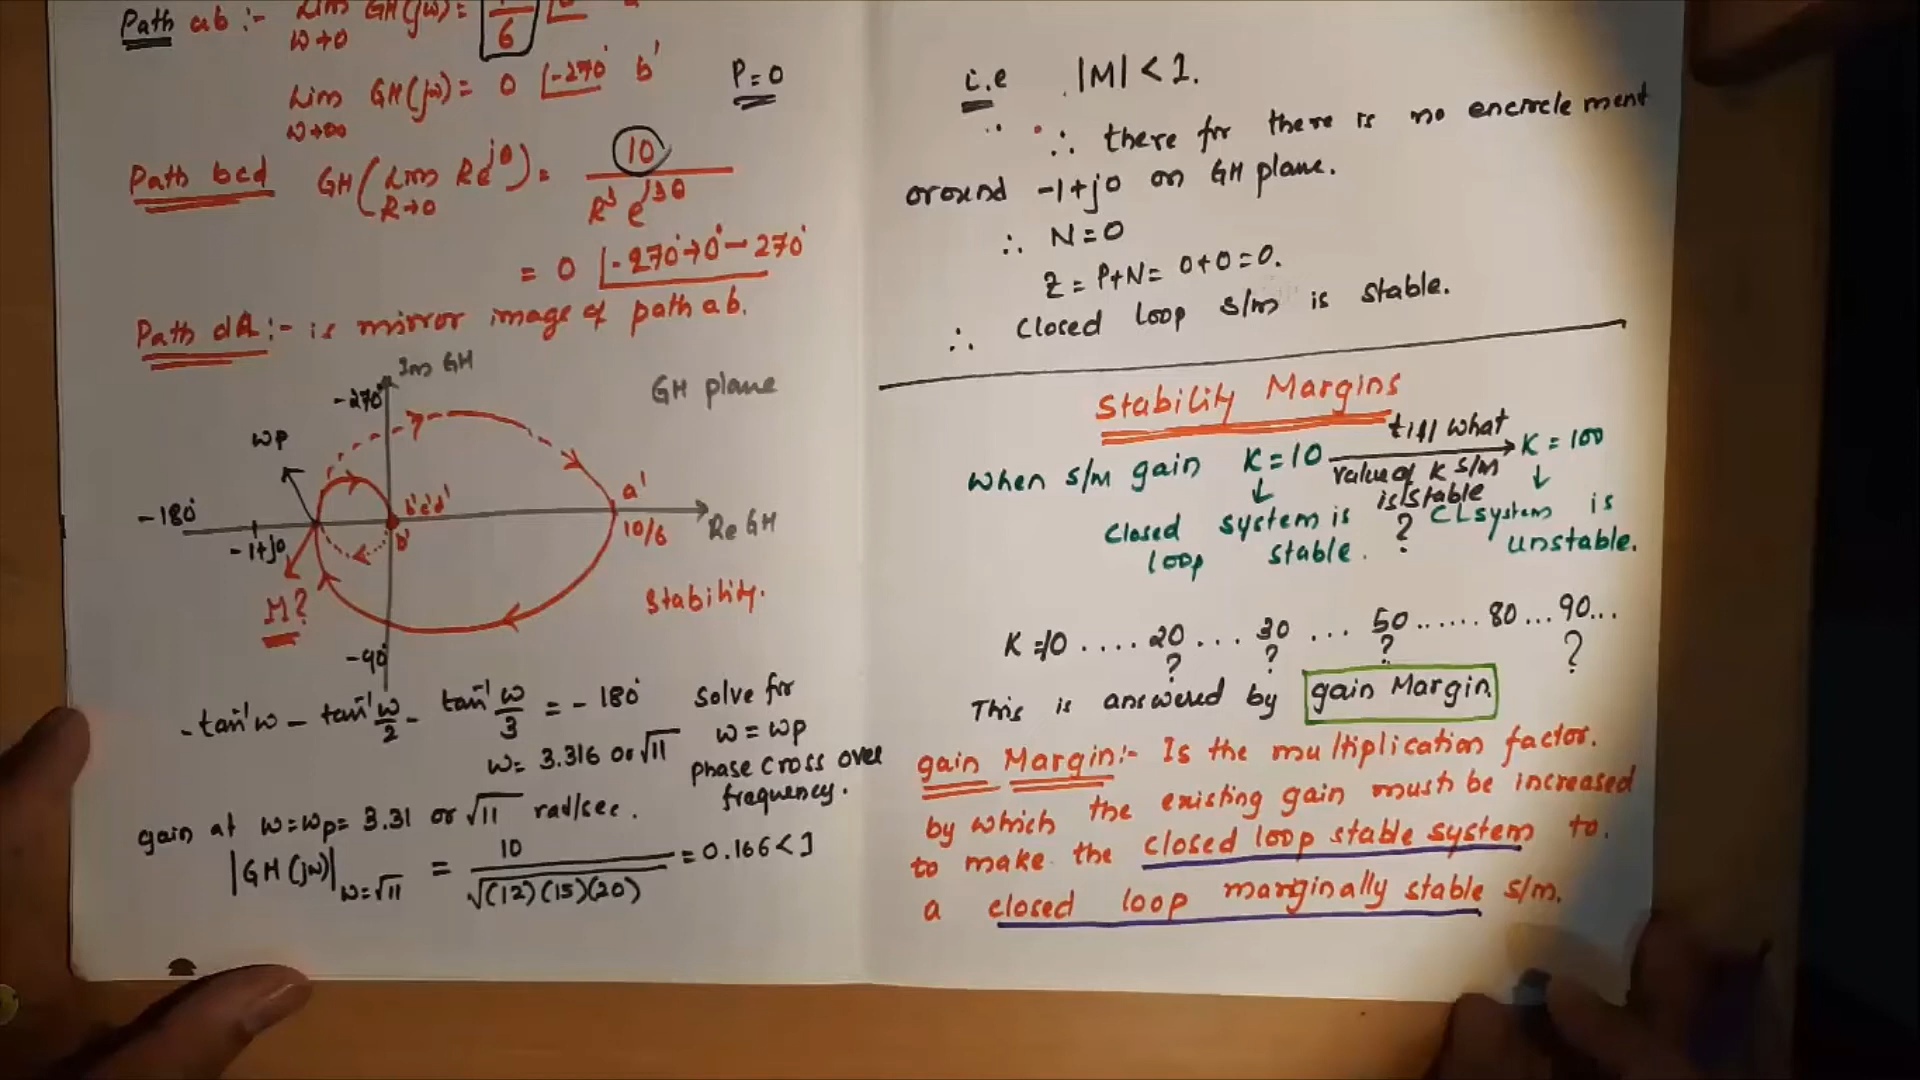 Path ab :- Lim GH(jω) =
ω→0 6
Lim GH(jω) = 0 ∠-270° b'
ω→∞
P = 0
Path bcd GH(Lim Re^jθ) = 10
R→0 R³ e^j3θ
= 0 ∠-270°→0°-270°
Path dA :- is mirror image of path ab.
Im GH
-270°
GH plane
ωp
-180°
b'c'd'
a'
-1+j0
b'
10/6
Re GH
M?
Stability.
-90°
- tan⁻¹ω - tan⁻¹ω/2 - tan⁻¹ω/3 = - 180° Solve for
ω = ωp
ω = 3.316 or √11
phase cross over
frequency.
gain at ω=ωp= 3.31 or √11 rad/sec.
|GH(jω)|ω=√11 = 10/√(12)(15)(20) = 0.166 < 1
i.e |M| < 1.
∴ there for there is no encircle ment
around -1+j0 on GH plane.
∴ N=0
Z = P+N = 0+0=0.
∴ Closed loop s/m is stable.
Stability Margins
till what
When s/m gain K=10 → K = 100
value of K s/m
is stable
?
↓ ↓
Closed system is CL system is
loop stable. unstable.
K =10 .... 20 ... 30 ... 50 ...... 80 ... 90...
? ? ? ?
This is answered by gain Margin.
gain Margin:- Is the multiplication factor.
by which the existing gain must be increased
to make the closed loop stable system to.
a closed loop marginally stable s/m.